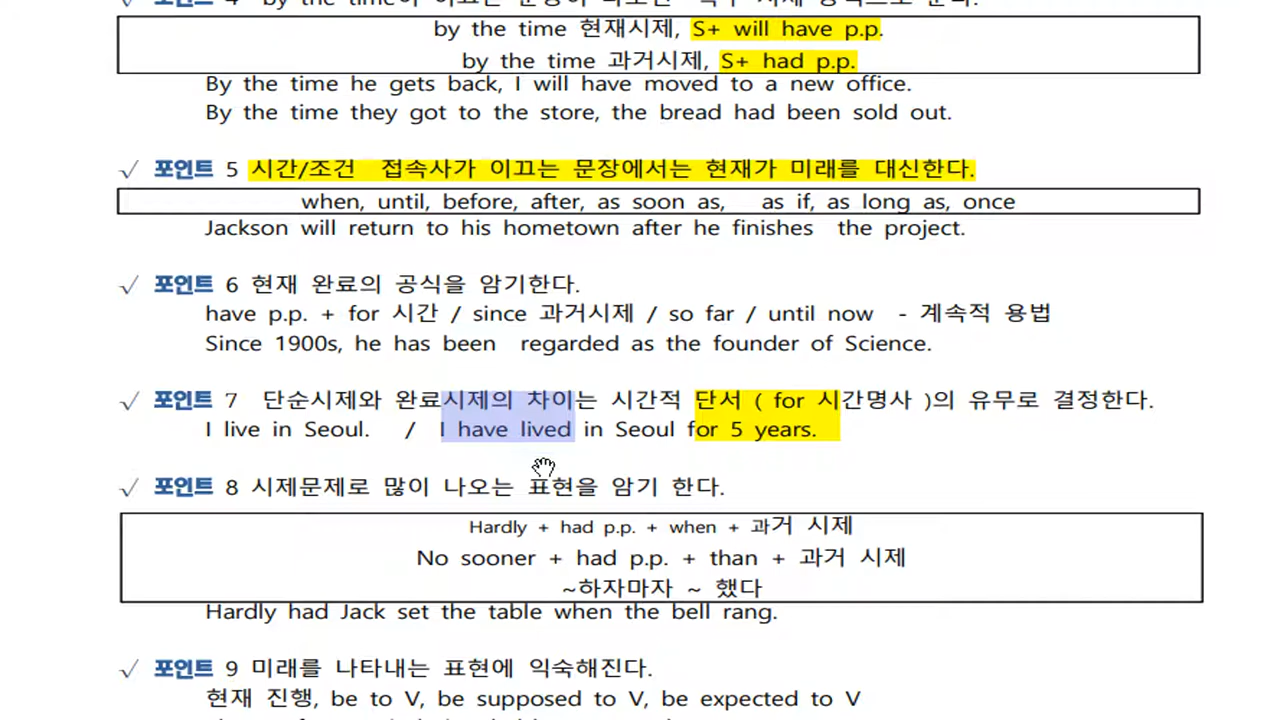 by the time 현재시제, S+ will have p.p.
by the time 과거시제, S+ had p.p.
By the time he gets back, I will have moved to a new office.
By the time they got to the store, the bread had been sold out.
√ 포인트 5 시간/조건 접속사가 이끄는 문장에서는 현재가 미래를 대신한다.
when, until, before, after, as soon as, as if, as long as, once
Jackson will return to his hometown after he finishes the project.
√ 포인트 6 현재 완료의 공식을 암기한다.
have p.p. + for 시간 / since 과거시제 / so far / until now - 계속적 용법
Since 1900s, he has been regarded as the founder of Science.
√ 포인트 7 단순시제와 완료시제의 차이는 시간적 단서 ( for 시간명사 )의 유무로 결정한다.
I live in Seoul. / I have lived in Seoul for 5 years.
√ 포인트 8 시제문제로 많이 나오는 표현을 암기 한다.
Hardly + had p.p. + when + 과거 시제
No sooner + had p.p. + than + 과거 시제
~하자마자 ~ 했다
Hardly had Jack set the table when the bell rang.
√ 포인트 9 미래를 나타내는 표현에 익숙해진다.
현재 진행, be to V, be supposed to V, be expected to V